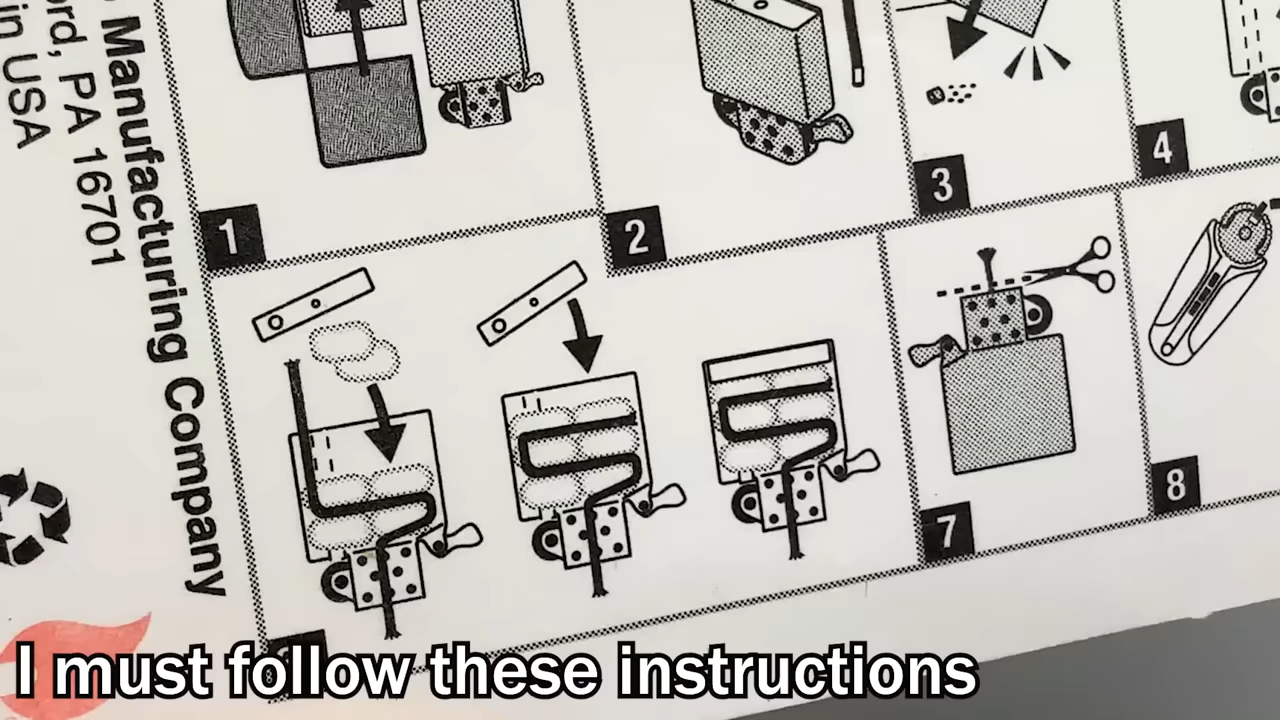 Manufacturing Company
ord, PA 16701
in USA
1
2
3
4
7
8
I must follow these instructions